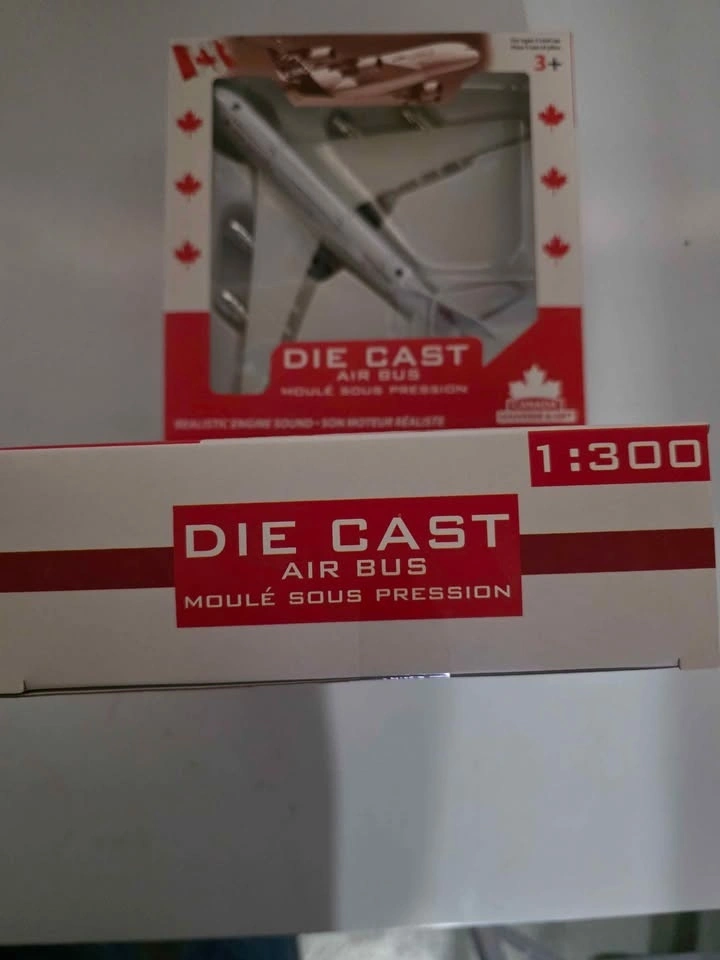 3+
DIE CAST
AIR BUS
MOULÉ SOUS PRESSION
CANADA
REALISTIC ENGINE SOUND • SON MOTEUR RÉALISTE
1:300
DIE CAST
AIR BUS
MOULÉ SOUS PRESSION